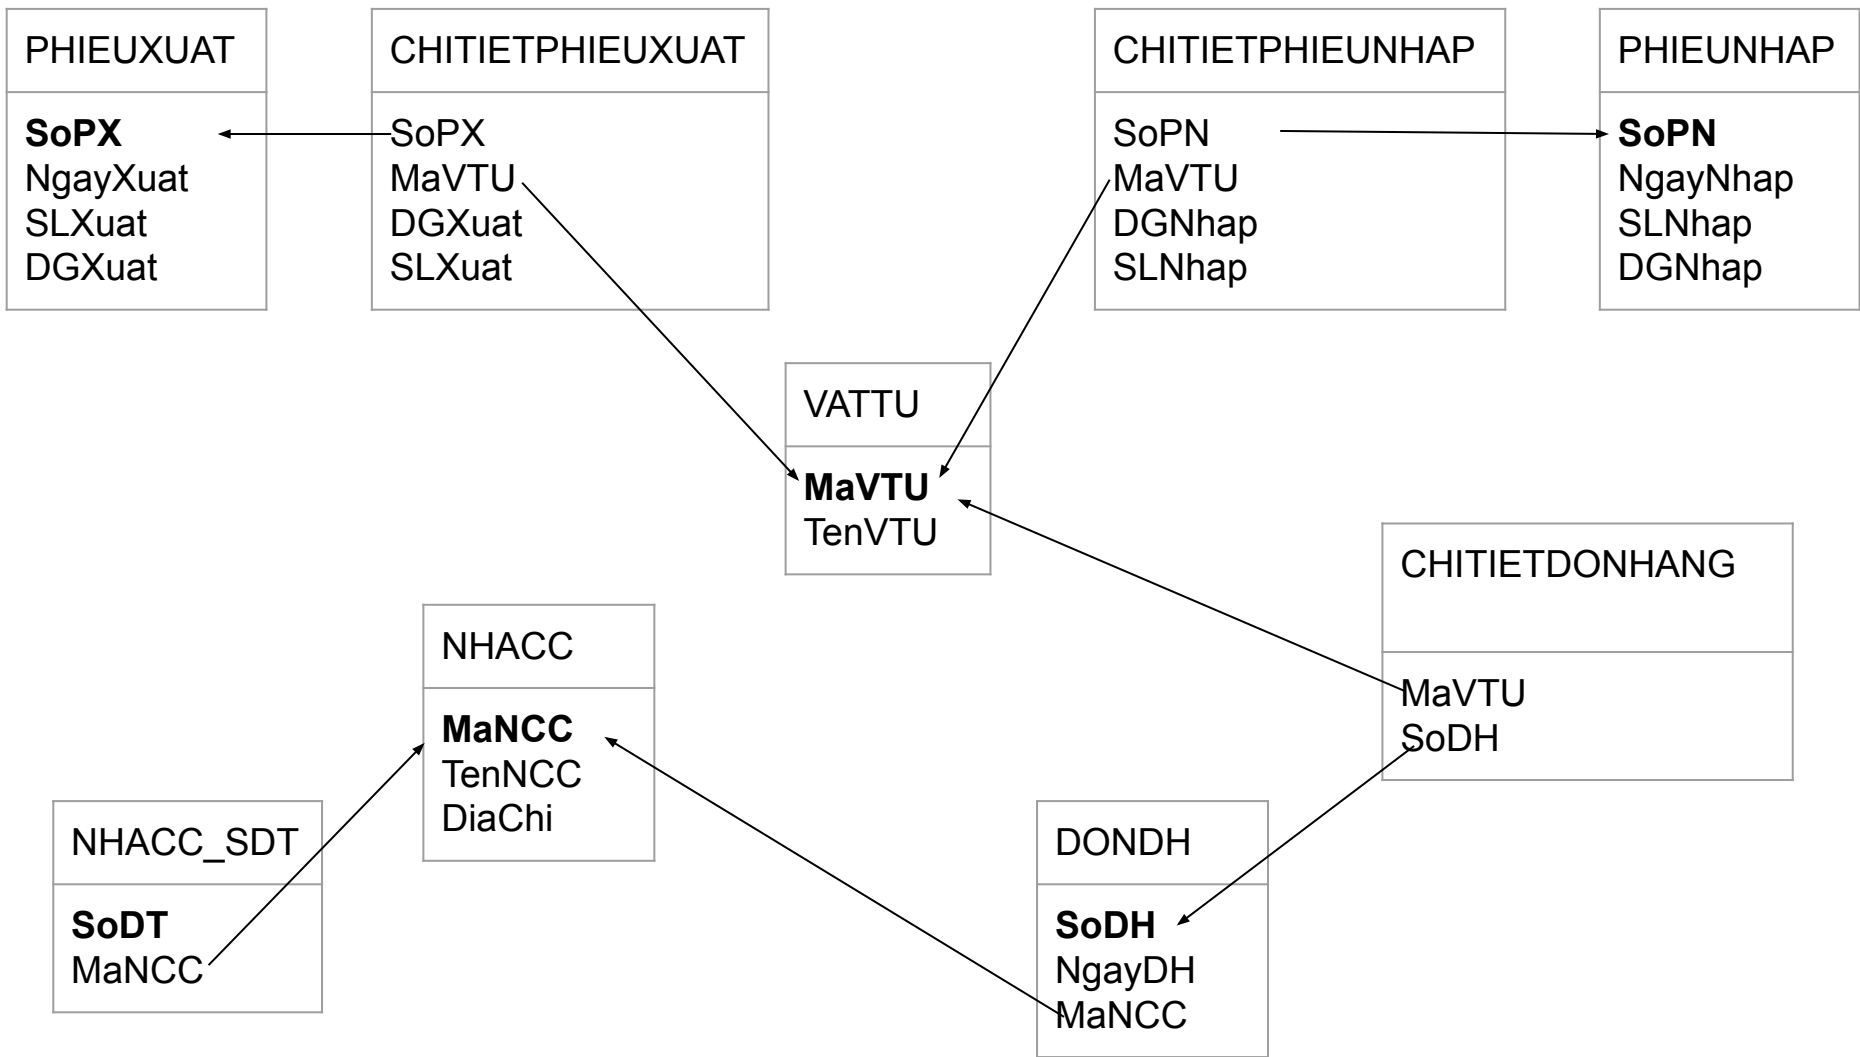 PHIEUXUAT
SoPX
NgayXuat
SLXuat
DGXuat
CHITIETPHIEUXUAT
SoPX
MaVTU
DGXuat
SLXuat
CHITIETPHIEUNHAP
SoPN
MaVTU
DGNhap
SLNhap
PHIEUNHAP
SoPN
NgayNhap
SLNhap
DGNhap
VATTU
MaVTU
TenVTU
CHITIETDONHANG
MaVTU
SoDH
NHACC
MaNCC
TenNCC
DiaChi
NHACC_SDT
SoDT
MaNCC
DONDH
SoDH
NgayDH
MaNCC